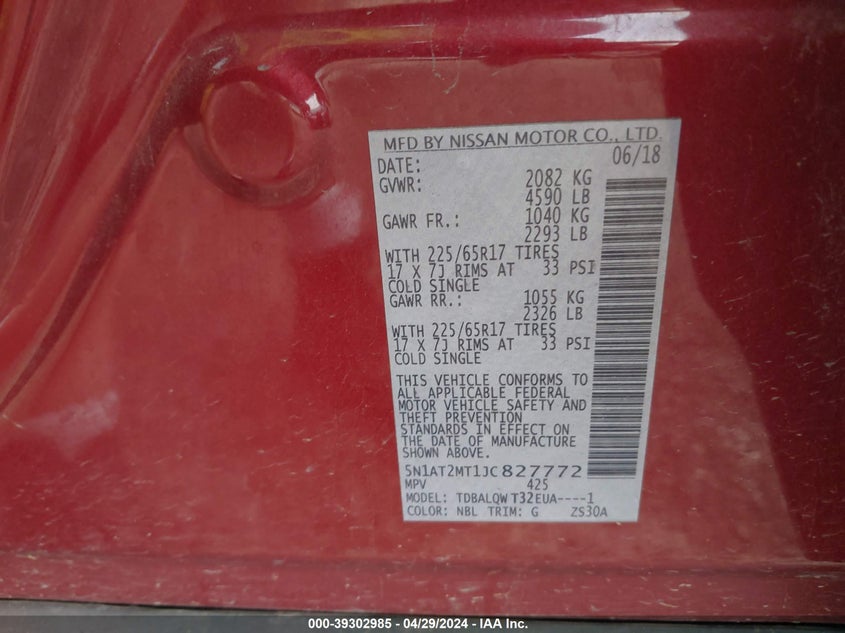 MFD BY NISSAN MOTOR CO., LTD.
DATE: 06/18
GVWR: 2082 KG
4590 LB
GAWR FR.: 1040 KG
2293 LB
WITH 225/65R17 TIRES
17 X 7J RIMS AT 33 PSI
COLD SINGLE
GAWR RR.: 1055 KG
2326 LB
WITH 225/65R17 TIRES
17 X 7J RIMS AT 33 PSI
COLD SINGLE
THIS VEHICLE CONFORMS TO
ALL APPLICABLE FEDERAL
MOTOR VEHICLE SAFETY AND
THEFT PREVENTION
STANDARDS IN EFFECT ON
THE DATE OF MANUFACTURE
SHOWN ABOVE.
5N1AT2MT1JC827772
MPV 425
MODEL: TDBALQW T32EUA----1
COLOR: NBL TRIM: G ZS30A
000-39302985 - 04/29/2024 - IAA Inc.